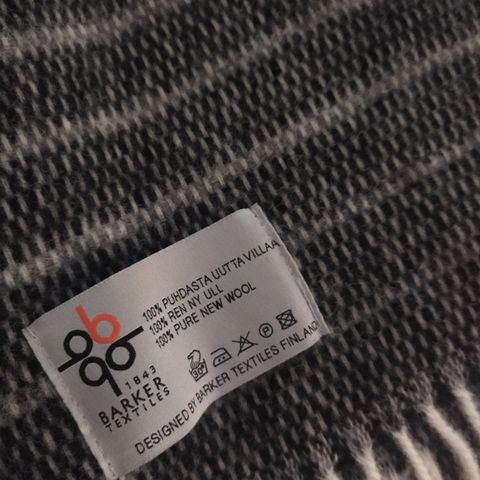 1843
BARKER
TEXTILES
100% PUHDASTA UUTTA VILLAA
100% REN NY ULL
100% PURE NEW WOOL
30°
P
DESIGNED BY BARKER TEXTILES FINLAND